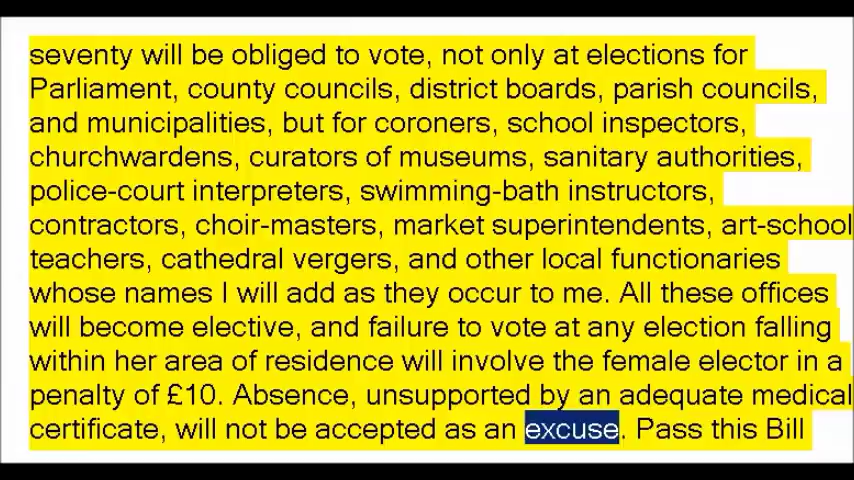 seventy will be obliged to vote, not only at elections for
Parliament, county councils, district boards, parish councils,
and municipalities, but for coroners, school inspectors,
churchwardens, curators of museums, sanitary authorities,
police-court interpreters, swimming-bath instructors,
contractors, choir-masters, market superintendents, art-school
teachers, cathedral vergers, and other local functionaries
whose names I will add as they occur to me. All these offices
will become elective, and failure to vote at any election falling
within her area of residence will involve the female elector in a
penalty of £10. Absence, unsupported by an adequate medical
certificate, will not be accepted as an excuse. Pass this Bill